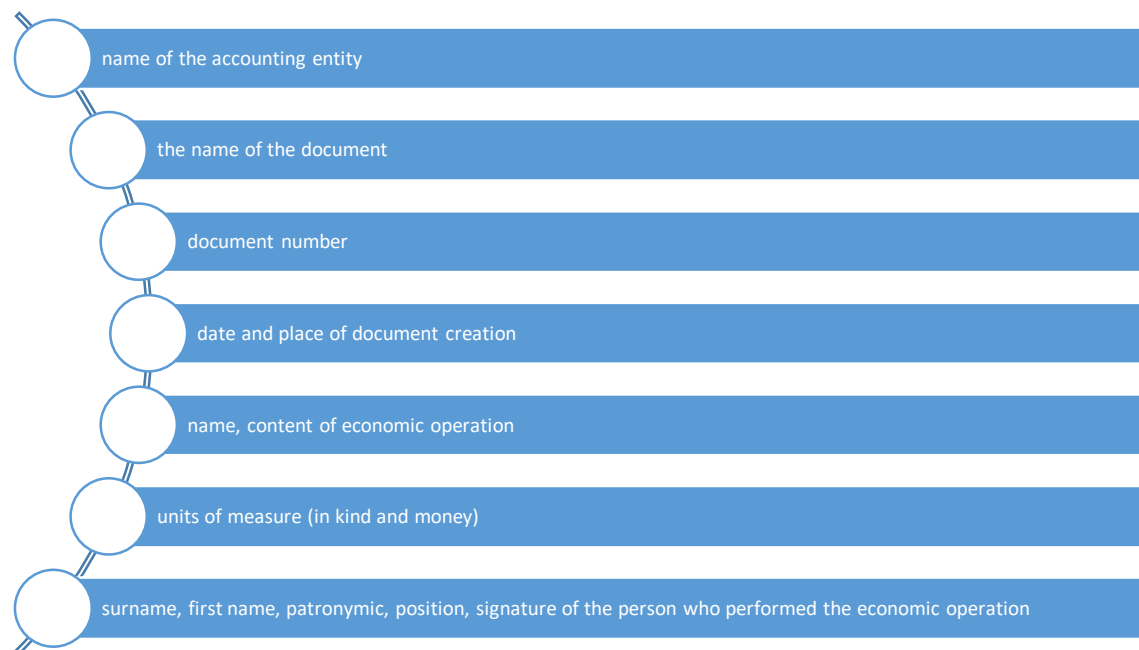 name of the accounting entity
the name of the document
document number
date and place of document creation
name, content of economic operation
units of measure (in kind and money)
surname, first name, patronymic, position, signature of the person who performed the economic operation